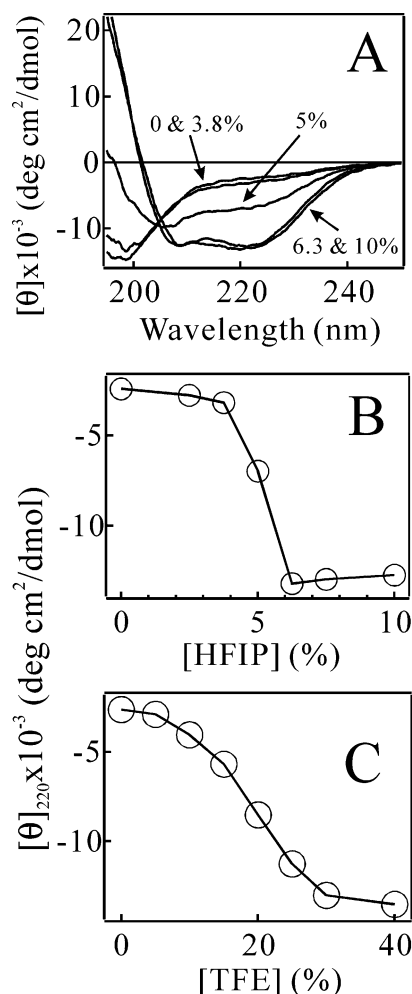 A
[θ]x10⁻³ (deg cm²/dmol)
20
10
0
-10
0 & 3.8%
5%
6.3 & 10%
200 220 240
Wavelength (nm)
B
-5
-10
0 5 10
[HFIP] (%)
[θ]₂₂₀x10⁻³ (deg cm²/dmol)
C
-5
-10
0 20 40
[TFE] (%)